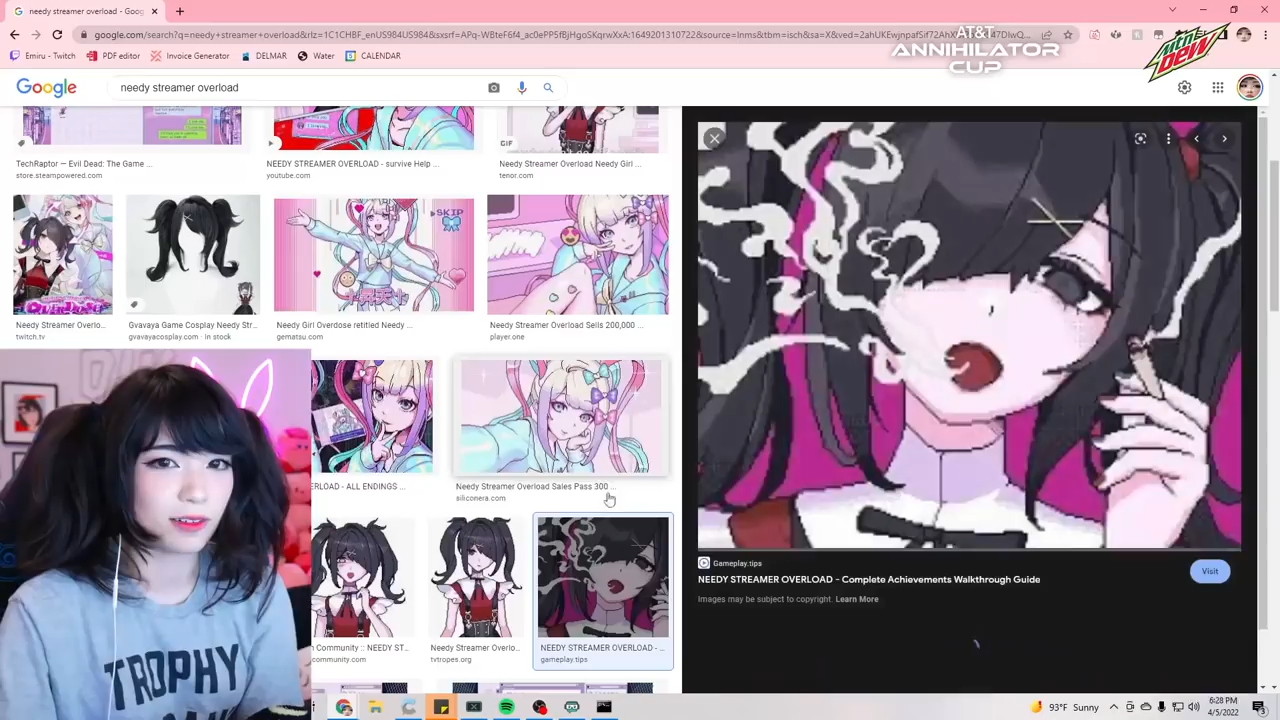 needy streamer overload - Goog
Emiru - Twitch
PDF editor
Invoice Generator
DELMAR
Water
CALENDAR
AT&T
ANNIHILATOR
CUP
mtn
DEW
Google
needy streamer overload
TechRaptor — Evil Dead: The Game ...
store.steampowered.com
NEEDY STREAMER OVERLOAD - survive Help ...
youtube.com
GIF
Needy Streamer Overload Needy Girl ...
tenor.com
SKIP
Needy Streamer Overlo...
twitch.tv
Gvavaya Game Cosplay Needy Str...
gvavayacosplay.com · In stock
Needy Girl Overdose retitled Needy ...
gematsu.com
Needy Streamer Overload Sells 200,000 ...
player.one
ERLOAD - ALL ENDINGS ...
Needy Streamer Overload Sales Pass 300 ...
siliconera.com
m Community :: NEEDY ST...
community.com
Needy Streamer Overlo...
tvtropes.org
NEEDY STREAMER OVERLOAD - ...
gameplay.tips
Gameplay.tips
NEEDY STREAMER OVERLOAD - Complete Achievements Walkthrough Guide
Visit
Images may be subject to copyright. Learn More
TROPHY
93°F Sunny
6:28 PM
4/5/2022